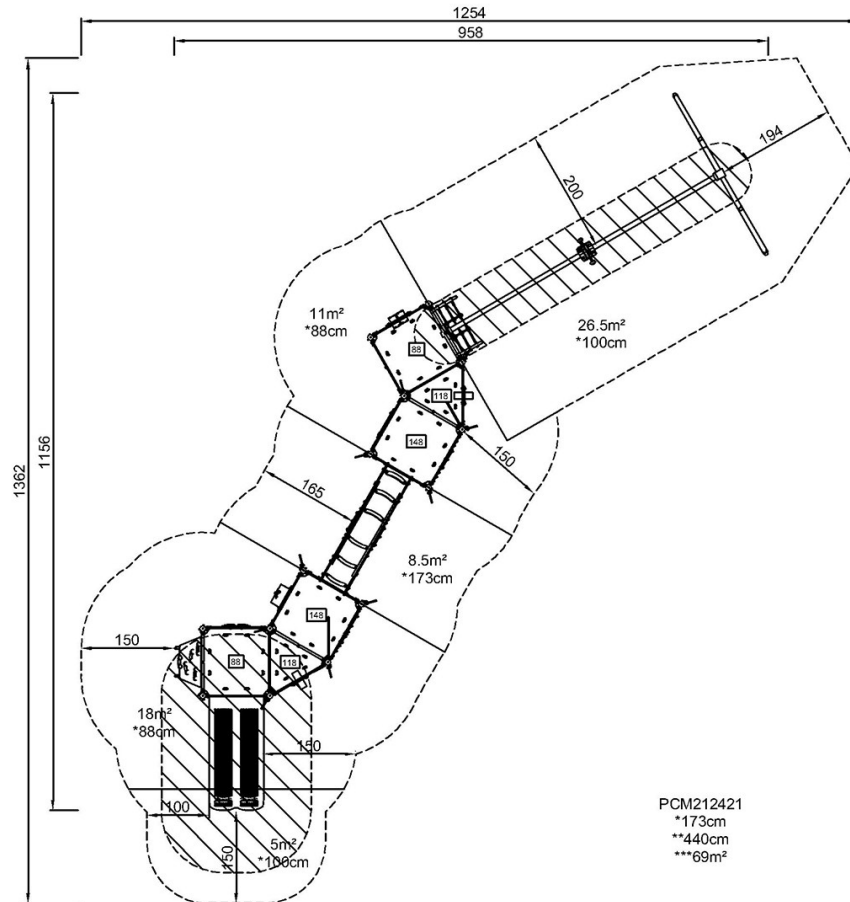 1254
958
1362
1156
194
200
11m²
*88cm
26.5m²
*100cm
88
118
148
150
165
8.5m²
*173cm
148
150
88
118
18m²
*88cm
150
100
5m²
*100cm
150
PCM212421
*173cm
**440cm
***69m²